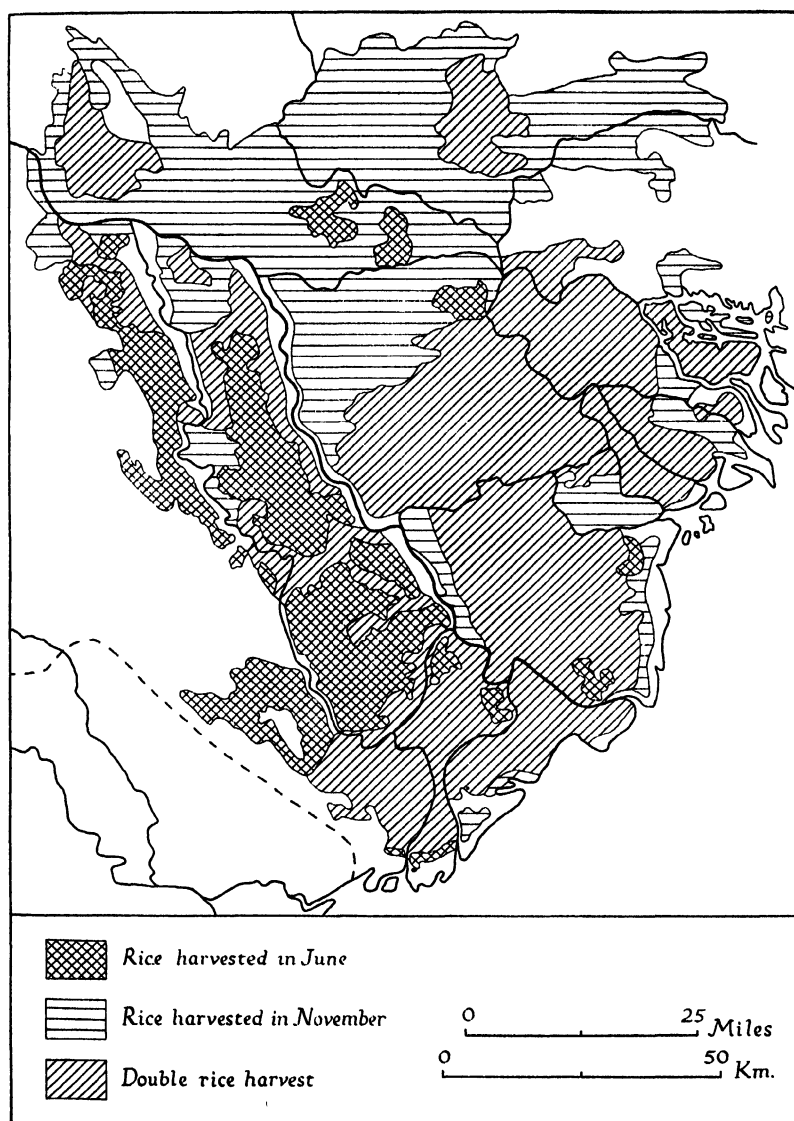 Rice harvested in June
Rice harvested in November
Double rice harvest
0 25 Miles
0 50 Km.